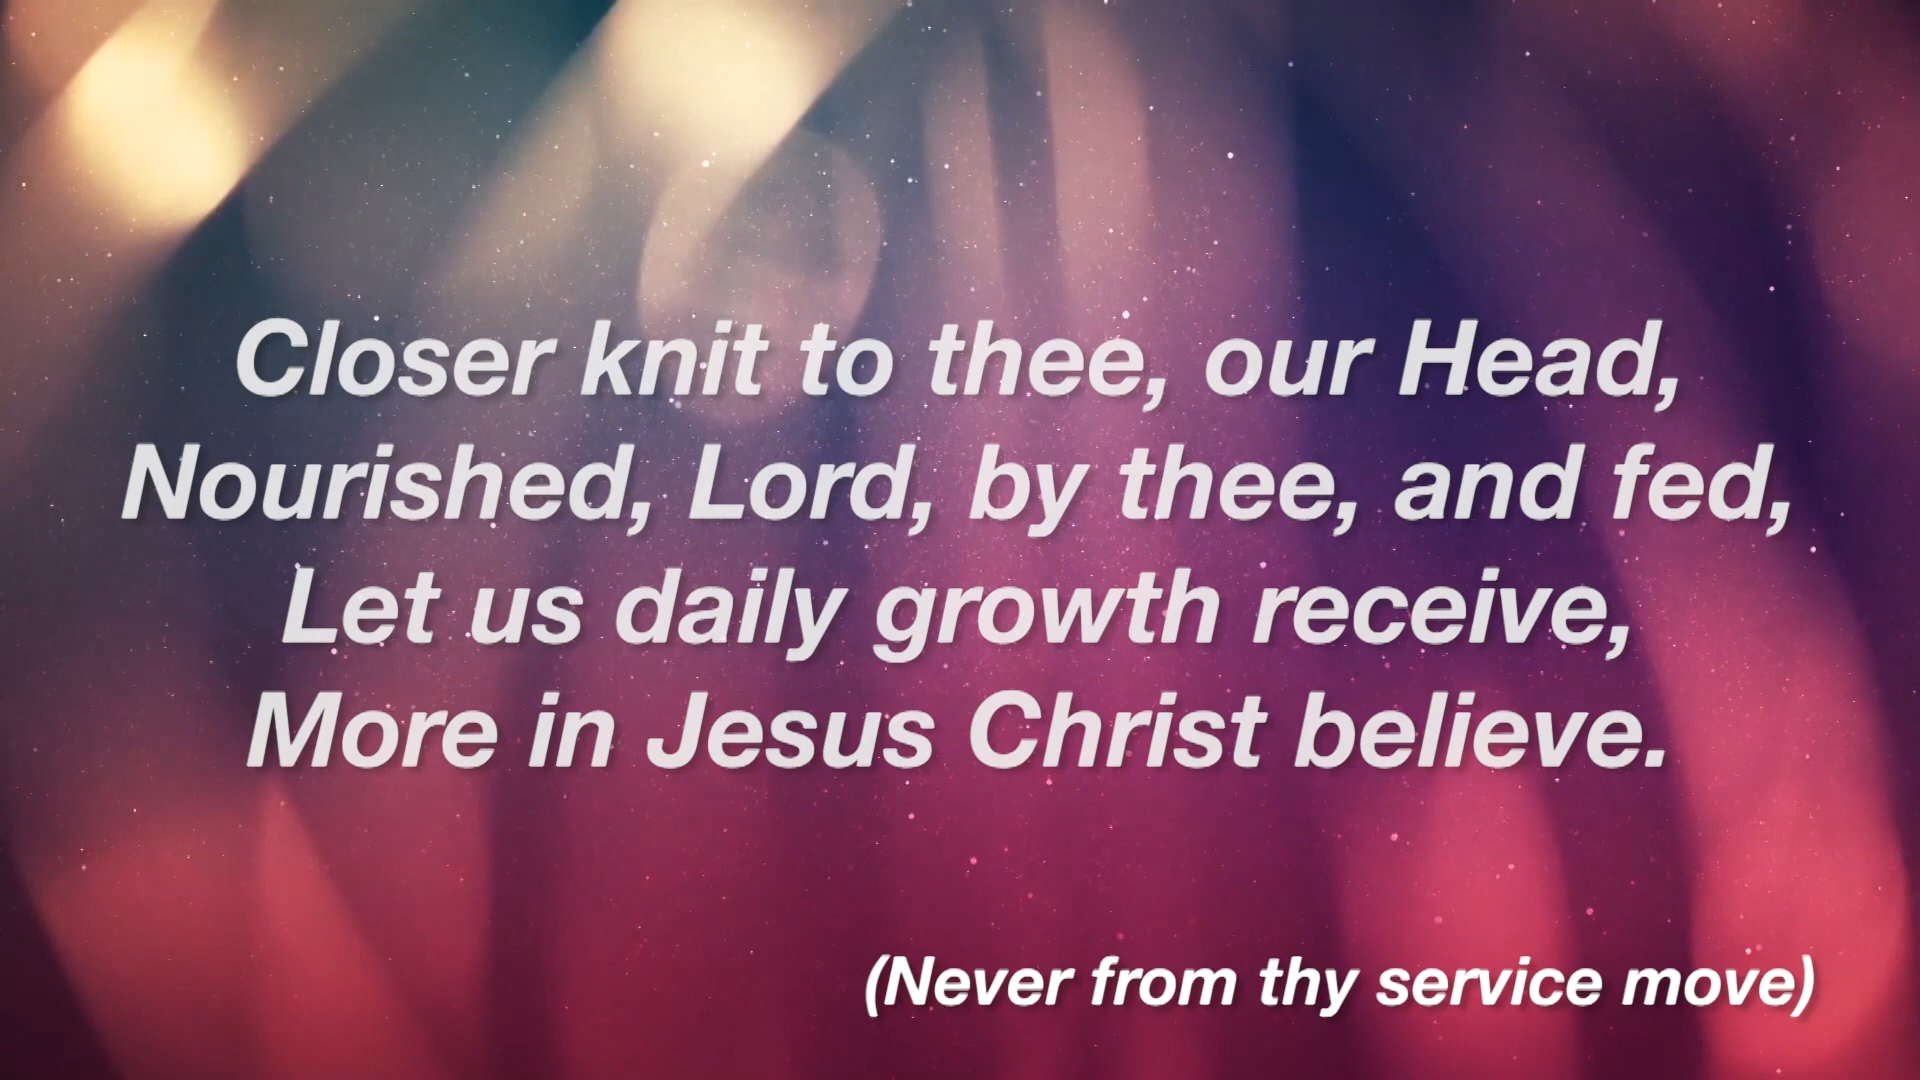 Closer knit to thee, our Head,
Nourished, Lord, by thee, and fed,
Let us daily growth receive,
More in Jesus Christ believe.
(Never from thy service move)